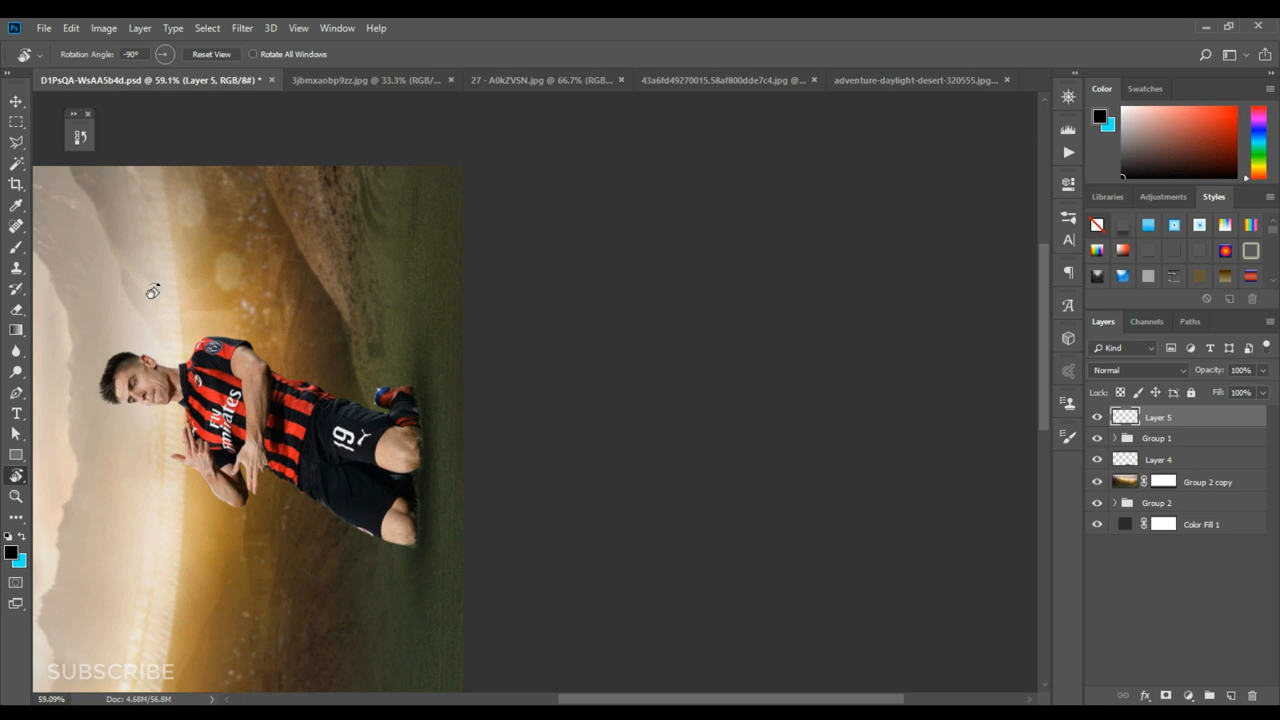 Ps File Edit Image Layer Type Select Filter 3D View Window Help
Rotation Angle: -90° Reset View Rotate All Windows
D1PsQA-WsAA5b4d.psd @ 59.1% (Layer 5, RGB/8#) * × 3jbmxaobp9zz.jpg @ 33.3% (RGB/... × 27 - A0kZVSN.jpg @ 66.7% (RGB... × 43a6fd49270015.58af800dde7c4.jpg @... × adventure-daylight-desert-320555.jpg... ×
Color Swatches
Libraries Adjustments Styles
Layers Channels Paths
Kind
Normal Opacity: 100%
Lock: Fill: 100%
Layer 5
Group 1
Layer 4
Group 2 copy
Group 2
Color Fill 1
Fly
Emirates
19
SUBSCRIBE
59.09% Doc: 4.68M/56.8M